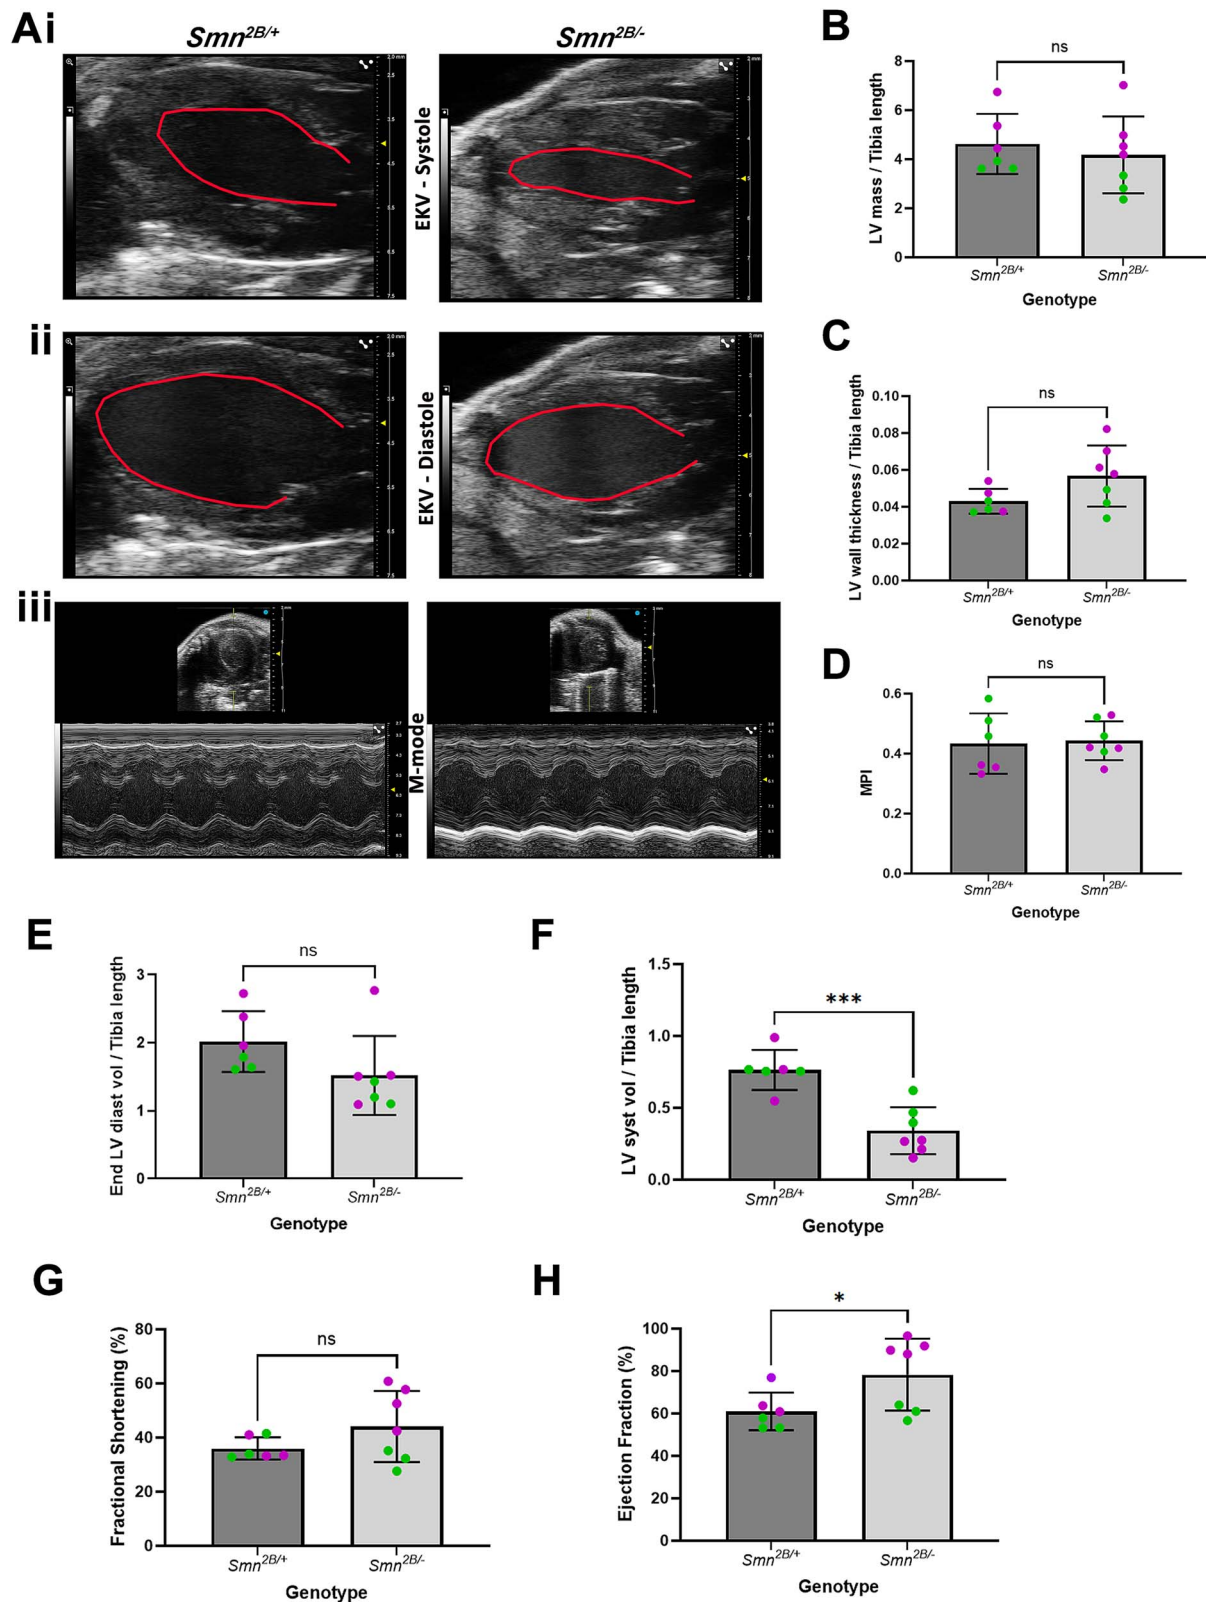 Ai
Smn2B/+
Smn2B/-
EKV - Systole
ii
EKV - Diastole
iii
M-mode
B
ns
8
6
4
2
0
LV mass / Tibia length
Smn2B/+
Smn2B/-
Genotype
C
ns
0.10
0.08
0.06
0.04
0.02
0.00
LV wall thickness / Tibia length
Smn2B/+
Smn2B/-
Genotype
D
ns
0.6
0.4
0.2
0.0
MPI
Smn2B/+
Smn2B/-
Genotype
E
ns
3
2
1
0
End LV diast vol / Tibia length
Smn2B/+
Smn2B/-
Genotype
F
***
1.5
1.0
0.5
0.0
LV syst vol / Tibia length
Smn2B/+
Smn2B/-
Genotype
G
ns
80
60
40
20
0
Fractional Shortening (%)
Smn2B/+
Smn2B/-
Genotype
H
*
100
80
60
40
20
0
Ejection Fraction (%)
Smn2B/+
Smn2B/-
Genotype